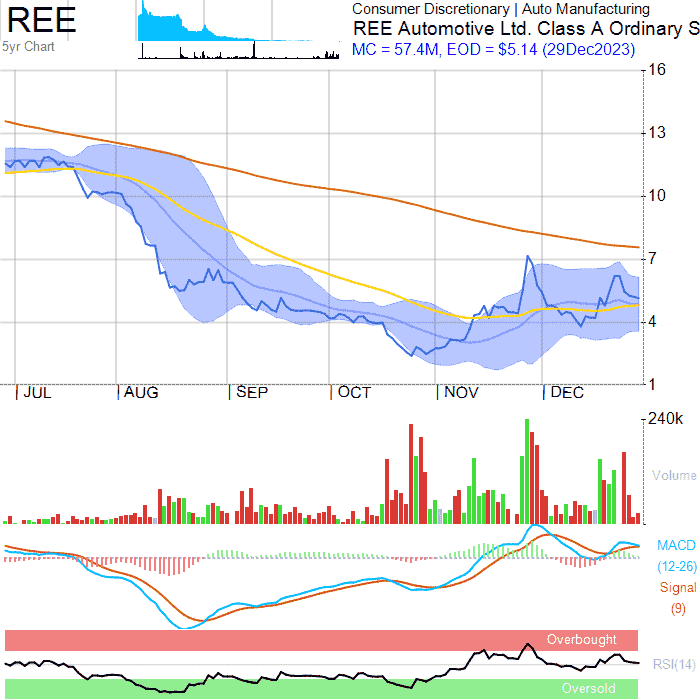 REE
5yr Chart
Consumer Discretionary | Auto Manufacturing
REE Automotive Ltd. Class A Ordinary S
MC = 57.4M, EOD = $5.14 (29Dec2023)
16
13
10
7
4
1
JUL
AUG
SEP
OCT
NOV
DEC
240k
Volume
MACD
(12-26)
Signal
(9)
Overbought
RSI(14)
Oversold